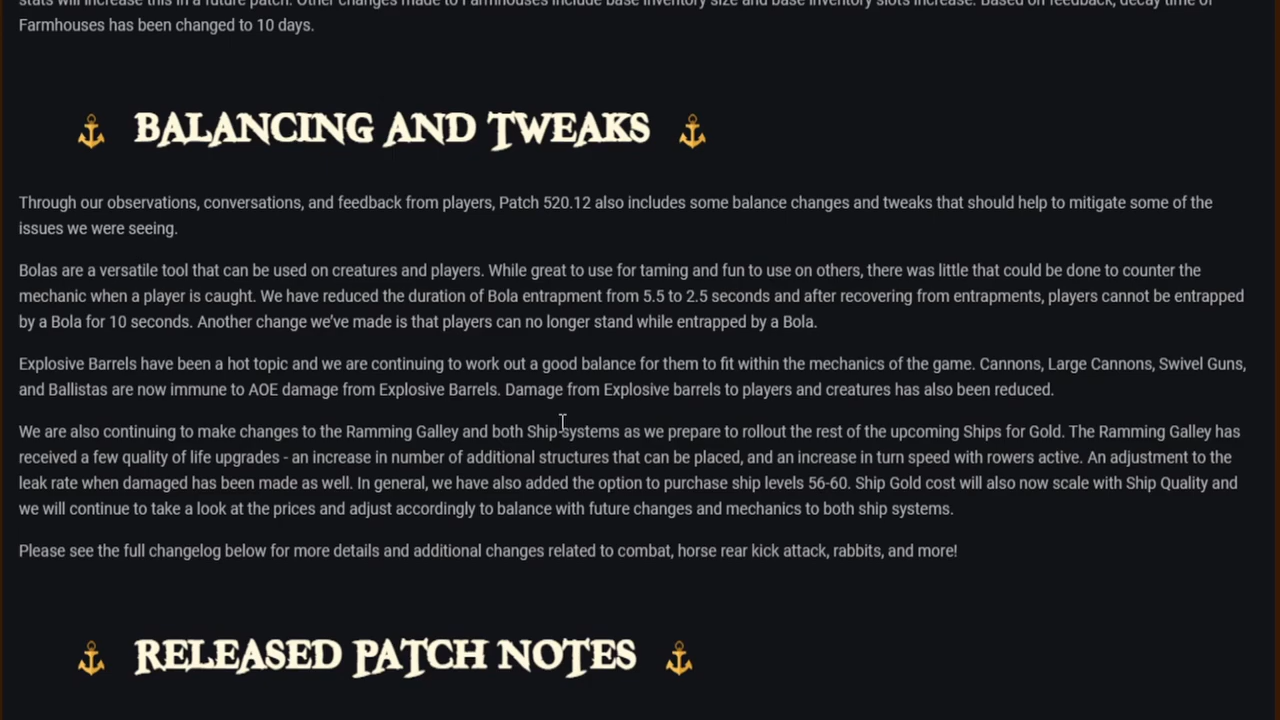 stats will increase this in a future patch. Other changes made to Farmhouses include base inventory size and base inventory slots increase. Based on feedback, decay time of
Farmhouses has been changed to 10 days.
BALANCING AND TWEAKS
Through our observations, conversations, and feedback from players, Patch 520.12 also includes some balance changes and tweaks that should help to mitigate some of the
issues we were seeing.
Bolas are a versatile tool that can be used on creatures and players. While great to use for taming and fun to use on others, there was little that could be done to counter the
mechanic when a player is caught. We have reduced the duration of Bola entrapment from 5.5 to 2.5 seconds and after recovering from entrapments, players cannot be entrapped
by a Bola for 10 seconds. Another change we've made is that players can no longer stand while entrapped by a Bola.
Explosive Barrels have been a hot topic and we are continuing to work out a good balance for them to fit within the mechanics of the game. Cannons, Large Cannons, Swivel Guns,
and Ballistas are now immune to AOE damage from Explosive Barrels. Damage from Explosive barrels to players and creatures has also been reduced.
We are also continuing to make changes to the Ramming Galley and both Ship systems as we prepare to rollout the rest of the upcoming Ships for Gold. The Ramming Galley has
received a few quality of life upgrades - an increase in number of additional structures that can be placed, and an increase in turn speed with rowers active. An adjustment to the
leak rate when damaged has been made as well. In general, we have also added the option to purchase ship levels 56-60. Ship Gold cost will also now scale with Ship Quality and
we will continue to take a look at the prices and adjust accordingly to balance with future changes and mechanics to both ship systems.
Please see the full changelog below for more details and additional changes related to combat, horse rear kick attack, rabbits, and more!
RELEASED PATCH NOTES